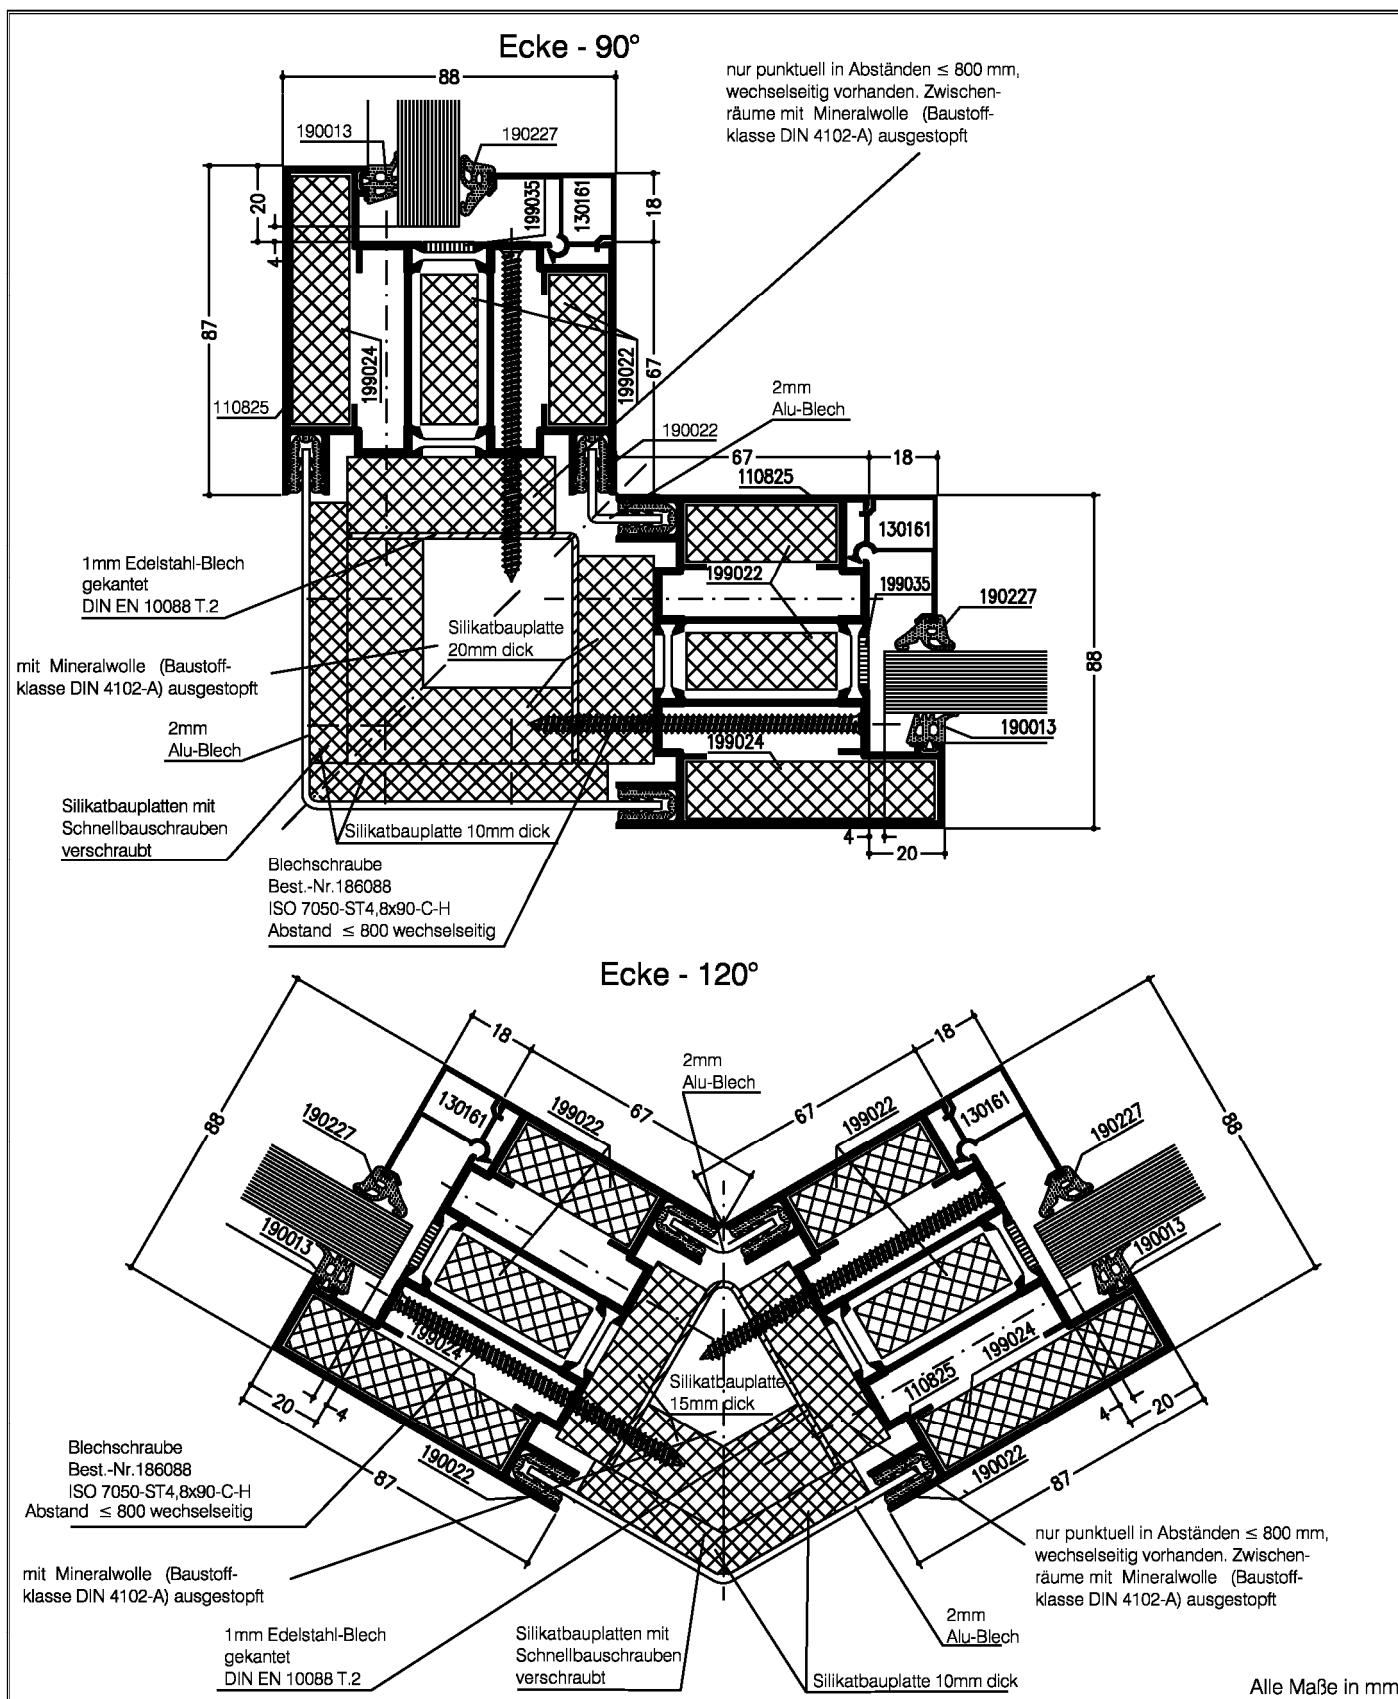 Ecke - 90°
88
nur punktuell in Abständen ≤ 800 mm,
wechselseitig vorhanden. Zwischen-
räume mit Mineralwolle (Baustoff-
klasse DIN 4102-A) ausgestopft
190013
190227
20
4
87
199035
130161
18
199024
199022
67
110825
2mm
Alu-Blech
190022
67
18
110825
130161
1mm Edelstahl-Blech
gekantet
DIN EN 10088 T.2
199022
199035
190227
Silikatbauplatte
20mm dick
mit Mineralwolle (Baustoff-
klasse DIN 4102-A) ausgestopft
88
2mm
Alu-Blech
199024
190013
Silikatbauplatten mit
Schnellbauschrauben
verschraubt
Silikatbauplatte 10mm dick
4
20
Blechschraube
Best.-Nr.186088
ISO 7050-ST4,8x90-C-H
Abstand ≤ 800 wechselseitig
Ecke - 120°
18
18
2mm
Alu-Blech
88
130161
199022
67
67
199022
130161
88
190227
190227
190013
190013
199024
Silikatbauplatte
15mm dick
110825
199024
20
4
4
20
Blechschraube
Best.-Nr.186088
ISO 7050-ST4,8x90-C-H
Abstand ≤ 800 wechselseitig
87
190022
190022
87
mit Mineralwolle (Baustoff-
klasse DIN 4102-A) ausgestopft
nur punktuell in Abständen ≤ 800 mm,
wechselseitig vorhanden. Zwischen-
räume mit Mineralwolle (Baustoff-
klasse DIN 4102-A) ausgestopft
1mm Edelstahl-Blech
gekantet
DIN EN 10088 T.2
Silikatbauplatten mit
Schnellbauschrauben
verschraubt
2mm
Alu-Blech
Silikatbauplatte 10mm dick
Alle Maße in mm